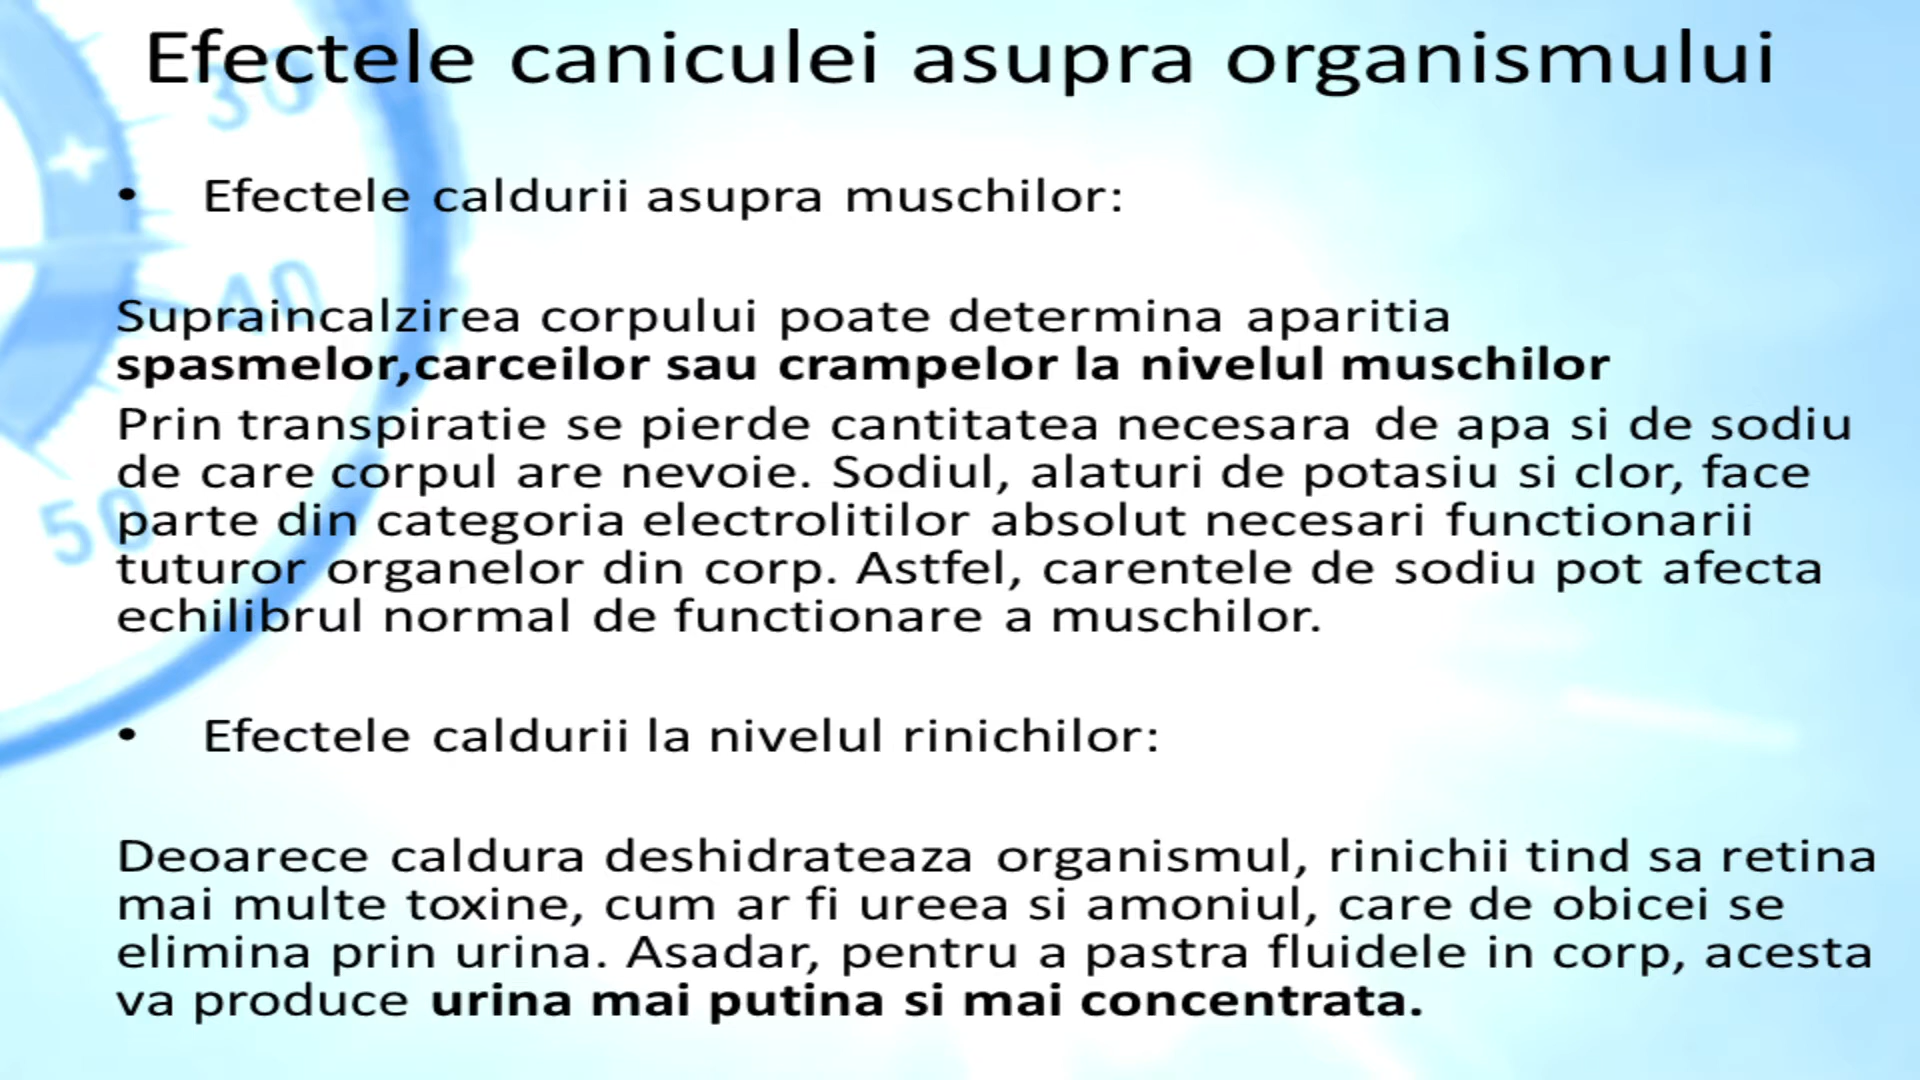 Efectele caniculei asupra organismului
30
• Efectele caldurii asupra muschilor:
40
Supraincalzirea corpului poate determina aparitia
spasmelor,carceilor sau crampelor la nivelul muschilor
Prin transpiratie se pierde cantitatea necesara de apa si de sodiu
de care corpul are nevoie. Sodiul, alaturi de potasiu si clor, face
50
parte din categoria electrolitilor absolut necesari functionarii
tuturor organelor din corp. Astfel, carentele de sodiu pot afecta
echilibrul normal de functionare a muschilor.
• Efectele caldurii la nivelul rinichilor:
Deoarece caldura deshidrateaza organismul, rinichii tind sa retina
mai multe toxine, cum ar fi ureea si amoniul, care de obicei se
elimina prin urina. Asadar, pentru a pastra fluidele in corp, acesta
va produce urina mai putina si mai concentrata.